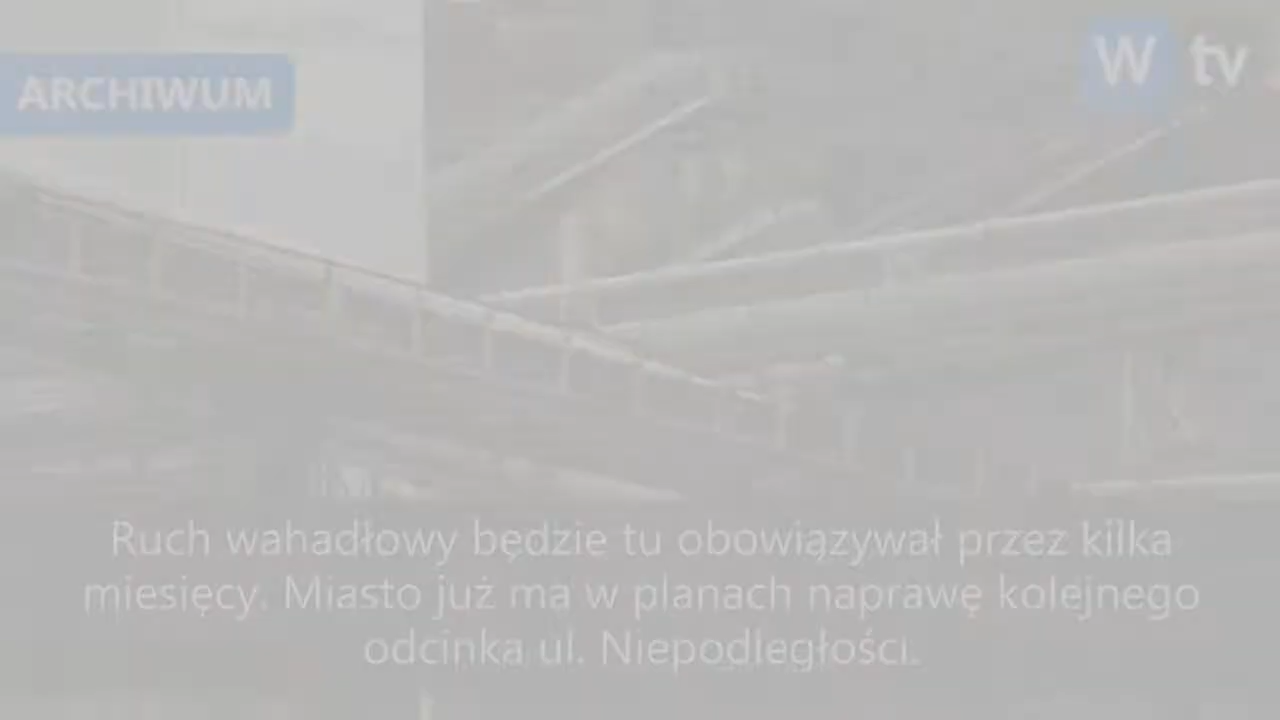 ARCHIWUM
W tv
Ruch wahadłowy będzie tu obowiązywał przez kilka
miesięcy. Miasto już ma w planach naprawę kolejnego
odcinka ul. Niepodległości.